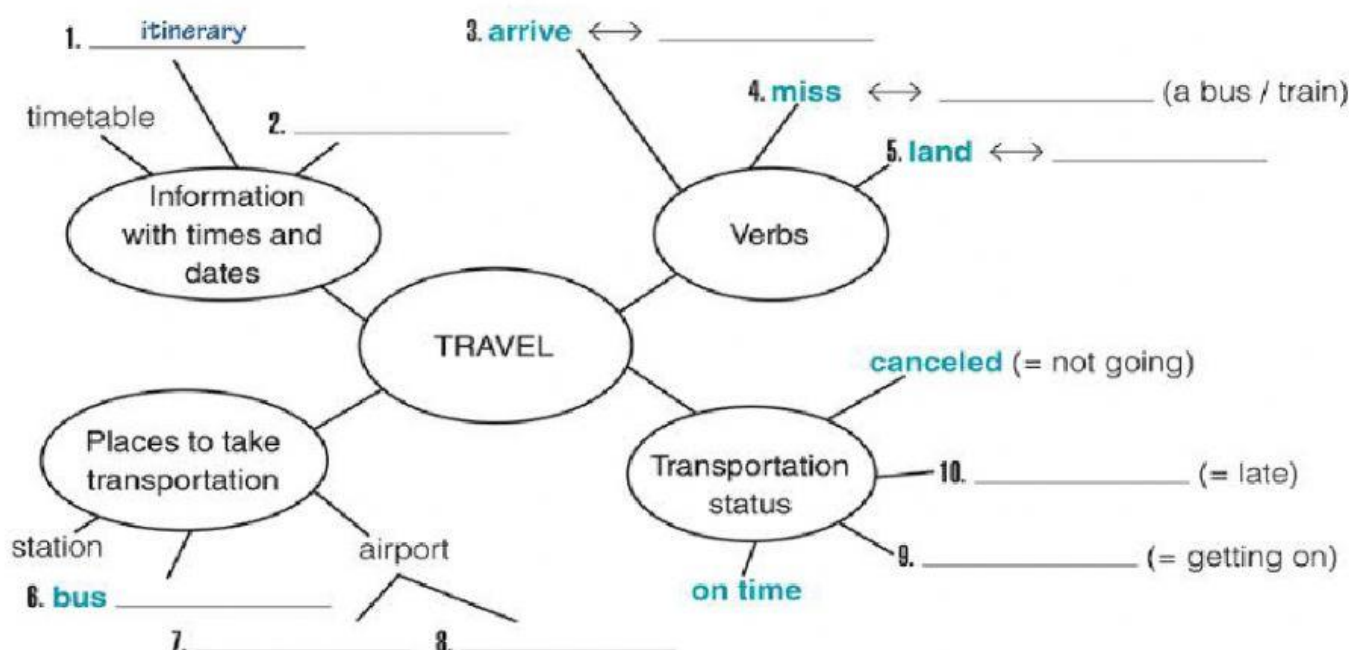 1. itinerary
timetable
2.
Information
with times and
dates
3. arrive ↔
4. miss ↔ (a bus / train)
5. land ↔
Verbs
TRAVEL
Places to take
transportation
station
airport
6. bus
7.
8.
Transportation
status
canceled (= not going)
10. (= late)
9. (= getting on)
on time